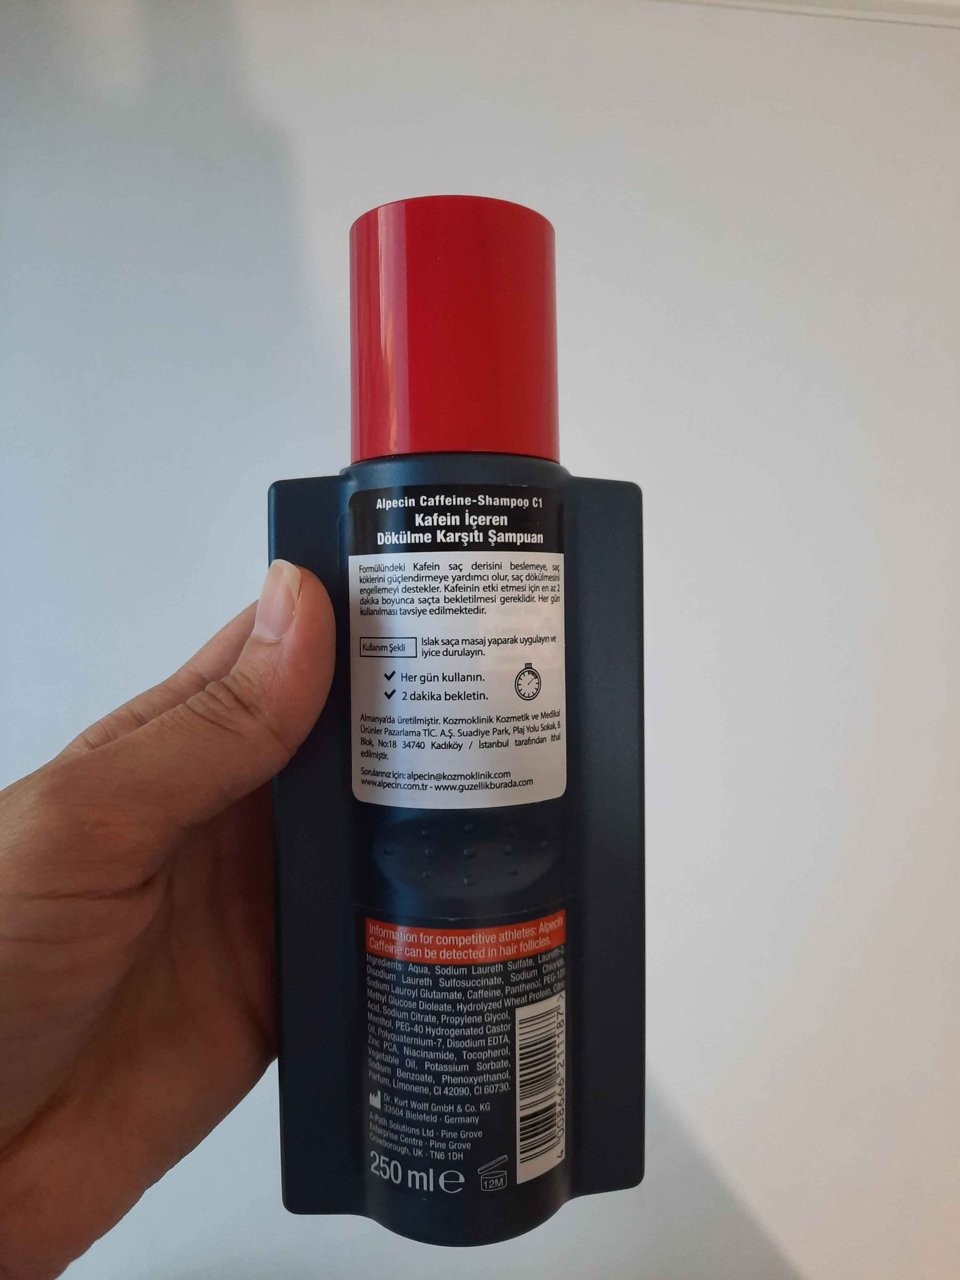 Alpecin Caffeine-Shampoo C1
Kafein İçeren
Dökülme Karşıtı Şampuan
Formülündeki Kafein saç derisini beslemeye, saç
köklerini güçlendirmeye yardımcı olur, saç dökülmesini
engellemeyi destekler. Kafeinin etki etmesi için en az 2
dakika boyunca saçta bekletilmesi gereklidir. Her gün
kullanılması tavsiye edilmektedir.
Kullanım Şekli
Islak saça masaj yaparak uygulayın ve
iyice durulayın.
Her gün kullanın.
2 dakika bekletin.
Almanya'da üretilmiştir. Kozmoklinik Kozmetik ve Medikal
Ürünler Pazarlama TİC. A.Ş. Suadiye Park, Plaj Yolu Sokak, B
Blok, No:18 34740 Kadıköy / İstanbul tarafından ithal
edilmiştir.
Sorularınız için: alpecin@kozmoklinik.com
www.alpecin.com.tr - www.guzellikburada.com
Information for competitive athletes: Alpecin
Caffeine can be detected in hair follicles.
Ingredients: Aqua, Sodium Laureth Sulfate, Laureth-2,
Disodium Laureth Sulfosuccinate, Sodium Chloride,
Sodium Lauroyl Glutamate, Caffeine, Panthenol, PEG-120
Methyl Glucose Dioleate, Hydrolyzed Wheat Protein, Citric
Acid, Sodium Citrate, Propylene Glycol,
Menthol, PEG-40 Hydrogenated Castor
Oil, Polyquaternium-7, Disodium EDTA,
Zinc PCA, Niacinamide, Tocopherol,
Vegetable Oil, Potassium Sorbate,
Sodium Benzoate, Phenoxyethanol,
Parfum, Limonene, CI 42090, CI 60730.
Dr. Kurt Wolff GmbH & Co. KG
33504 Bielefeld · Germany
A-Path Solutions Ltd · Pine Grove
Enterprise Centre · Pine Grove
Crowborough, UK · TN6 1DH
250 ml e
12M